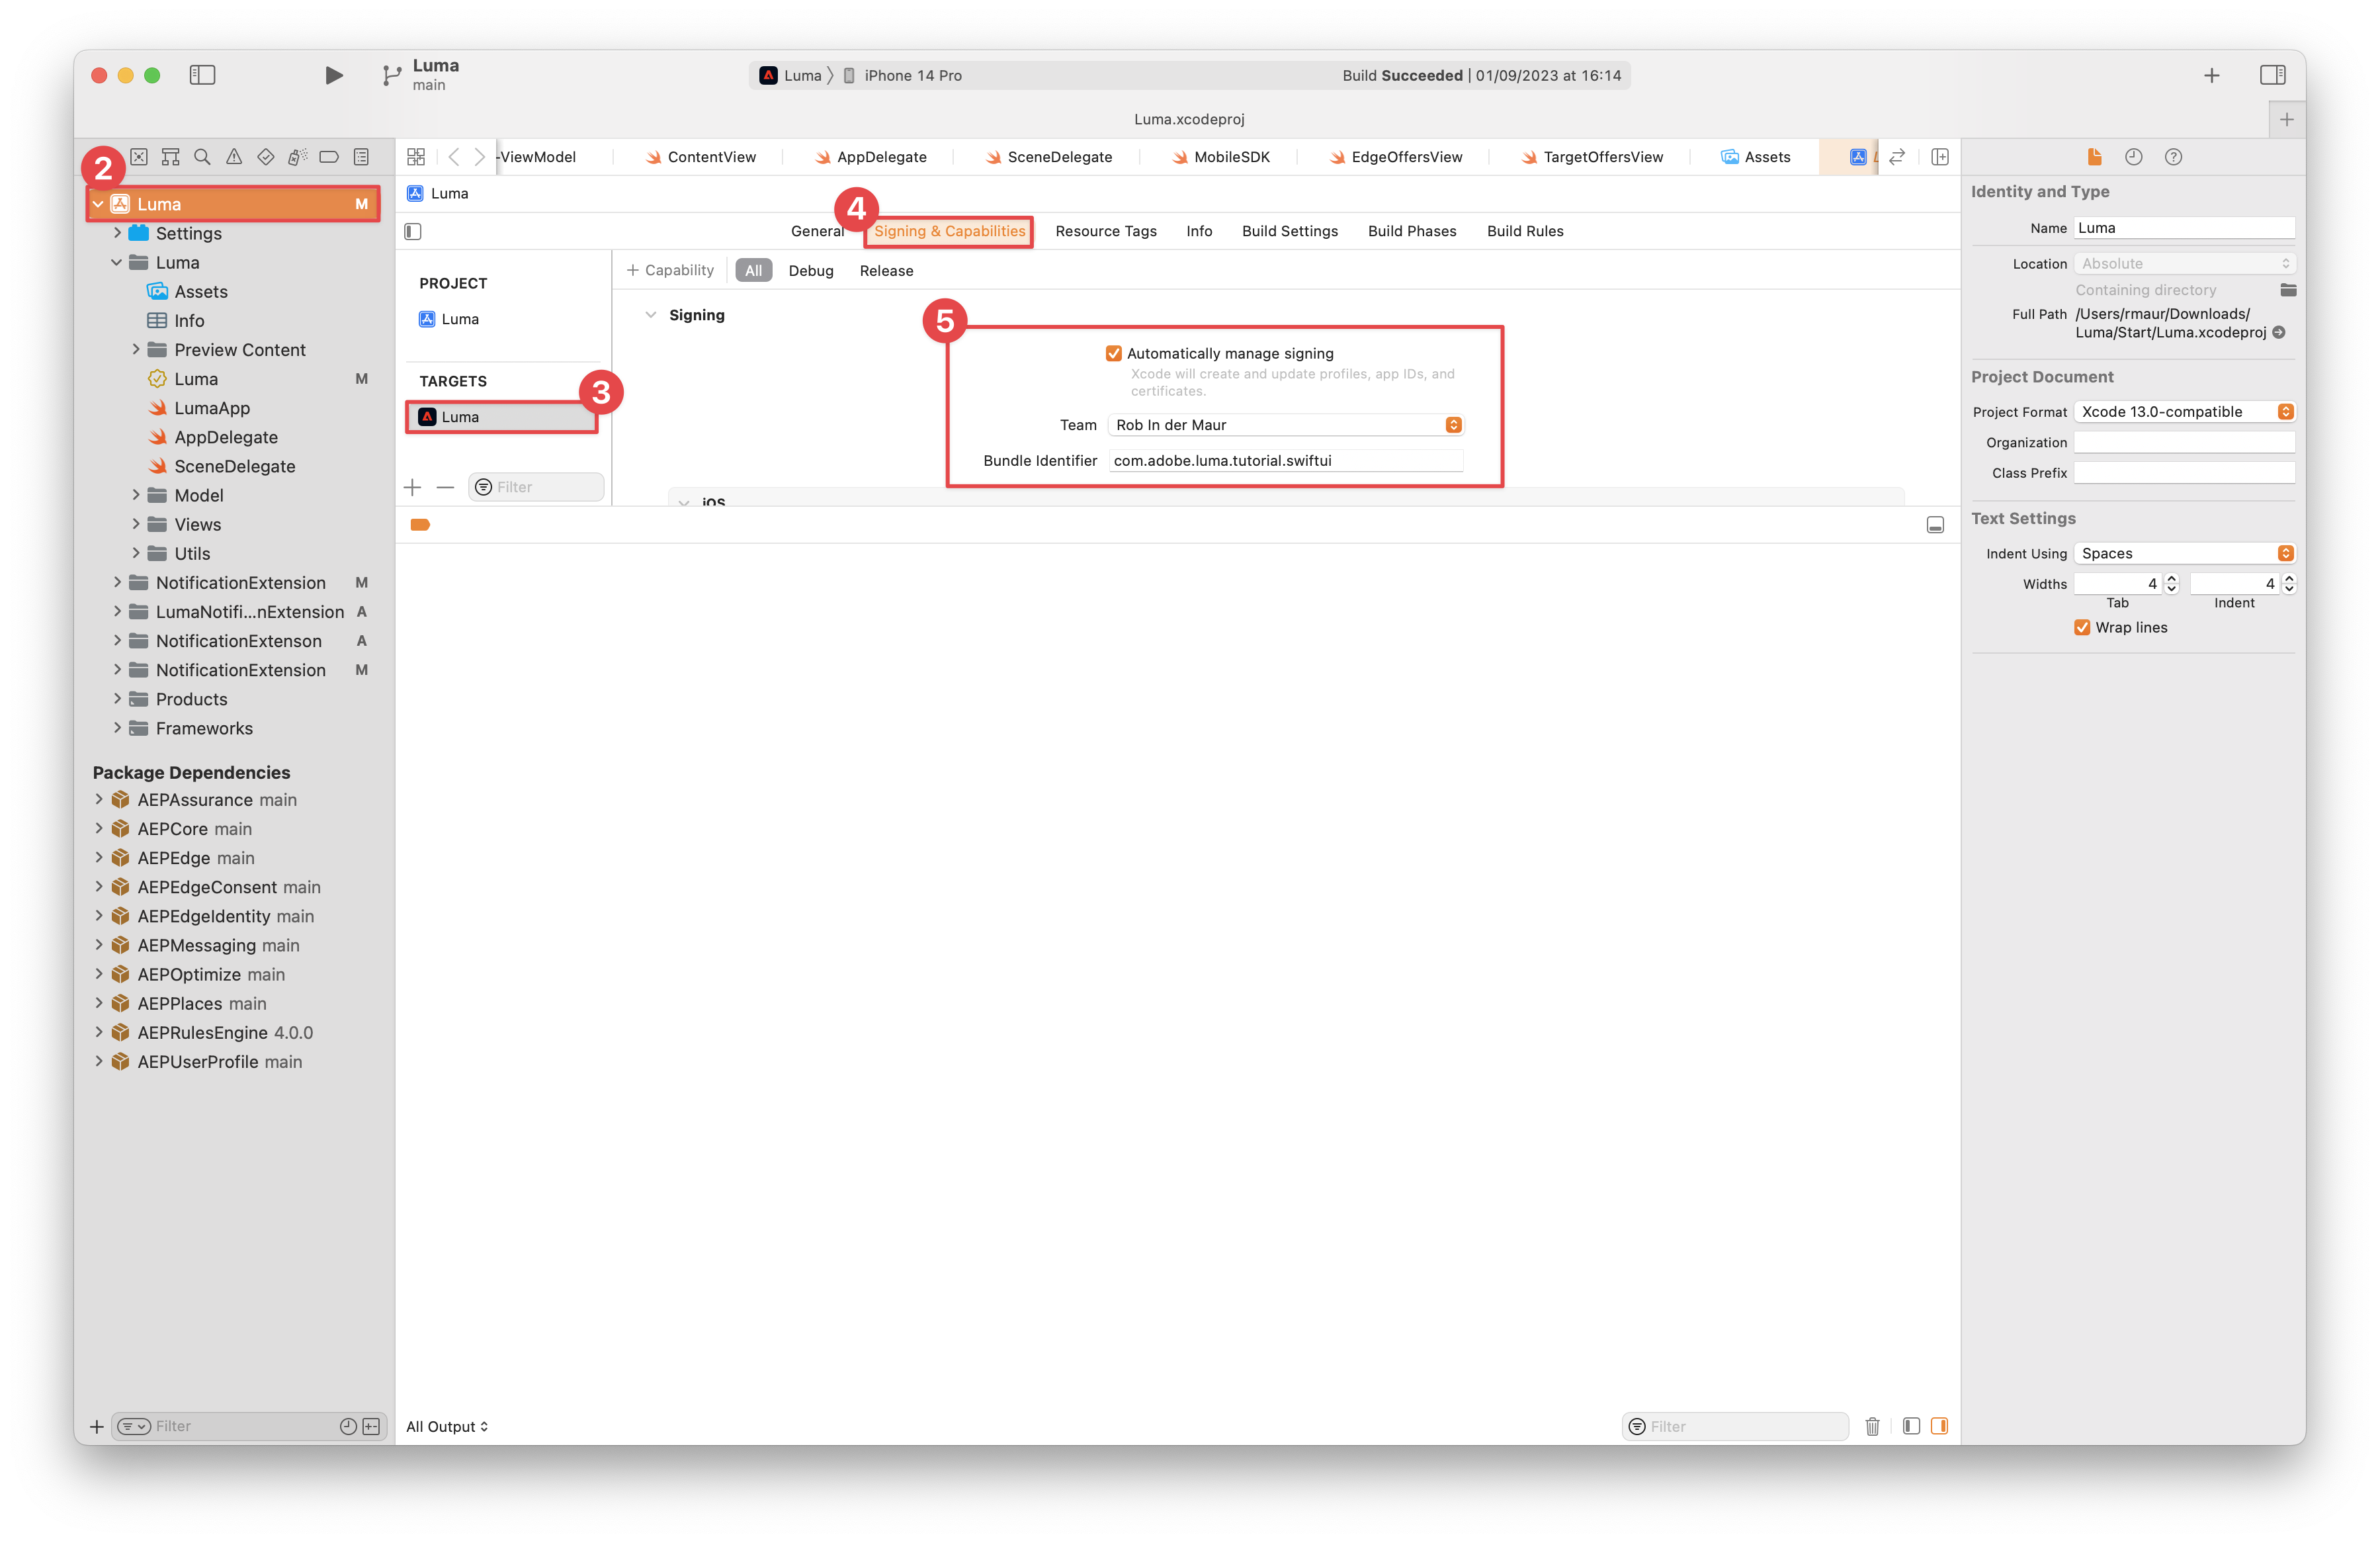 Luma
main
Luma
iPhone 14 Pro
Build Succeeded | 01/09/2023 at 16:14
Luma.xcodeproj
2
Luma M
Settings
Luma
Assets
Info
Preview Content
Luma M
LumaApp
AppDelegate
SceneDelegate
Model
Views
Utils
NotificationExtension M
LumaNotifi...nExtension A
NotificationExtenson A
NotificationExtension M
Products
Frameworks
Package Dependencies
AEPAssurance main
AEPCore main
AEPEdge main
AEPEdgeConsent main
AEPEdgeIdentity main
AEPMessaging main
AEPOptimize main
AEPPlaces main
AEPRulesEngine 4.0.0
AEPUserProfile main
Filter
-ViewModel
ContentView
AppDelegate
SceneDelegate
MobileSDK
EdgeOffersView
TargetOffersView
Assets
Luma
4
General
Signing & Capabilities
Resource Tags
Info
Build Settings
Build Phases
Build Rules
PROJECT
Luma
TARGETS
3
Luma
Filter
+ Capability
All
Debug
Release
Signing
5
Automatically manage signing
Xcode will create and update profiles, app IDs, and
certificates.
Team Rob In der Maur
Bundle Identifier com.adobe.luma.tutorial.swiftui
iOS
All Output
Filter
Identity and Type
Name Luma
Location Absolute
Containing directory
Full Path /Users/rmaur/Downloads/
Luma/Start/Luma.xcodeproj
Project Document
Project Format Xcode 13.0-compatible
Organization
Class Prefix
Text Settings
Indent Using Spaces
Widths 4 4
Tab Indent
Wrap lines